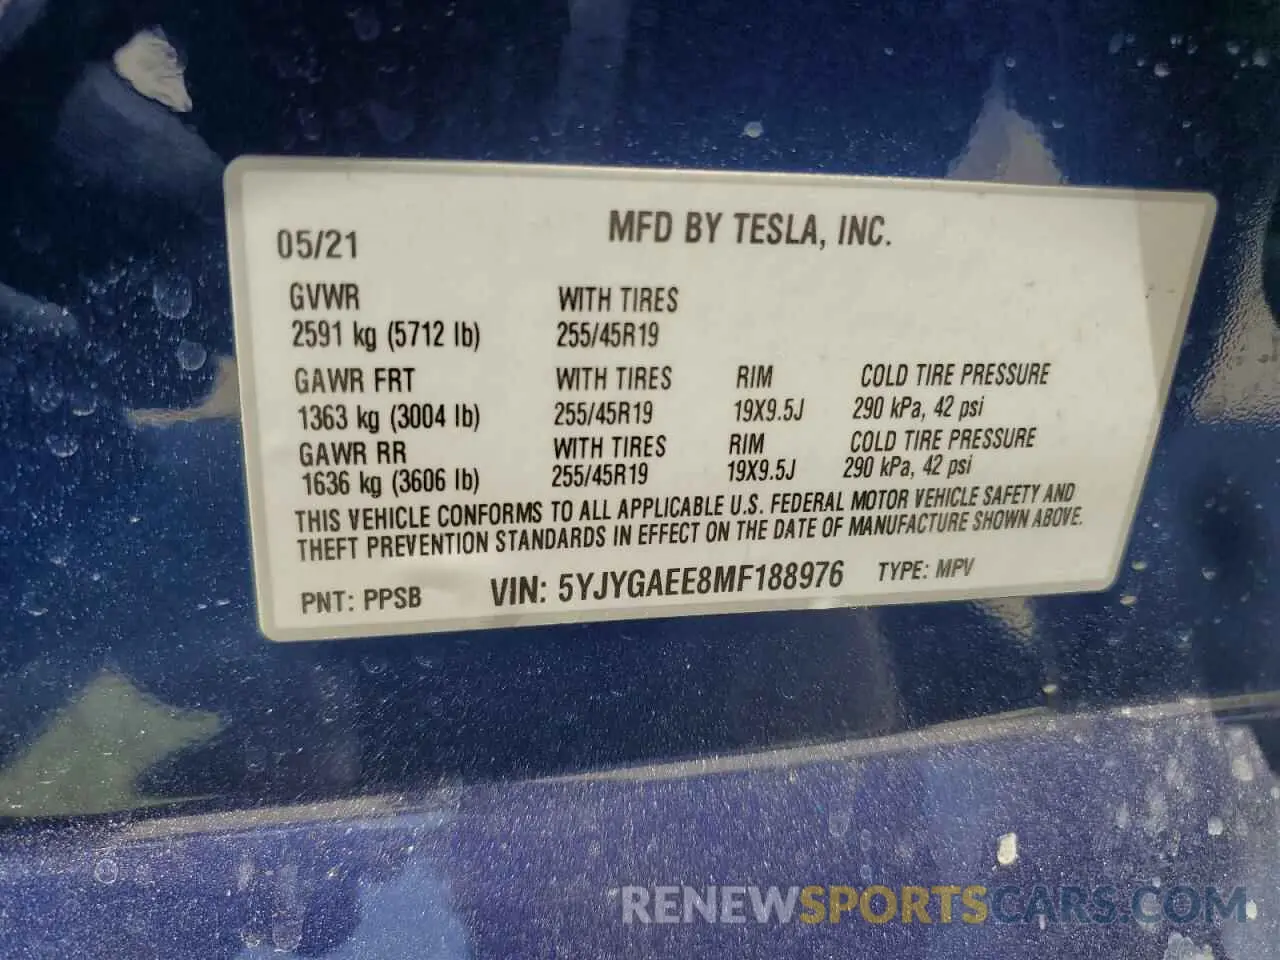 05/21 MFD BY TESLA, INC.
GVWR WITH TIRES
2591 kg (5712 lb) 255/45R19
GAWR FRT WITH TIRES RIM COLD TIRE PRESSURE
1363 kg (3004 lb) 255/45R19 19X9.5J 290 kPa, 42 psi
GAWR RR WITH TIRES RIM COLD TIRE PRESSURE
1636 kg (3606 lb) 255/45R19 19X9.5J 290 kPa, 42 psi
THIS VEHICLE CONFORMS TO ALL APPLICABLE U.S. FEDERAL MOTOR VEHICLE SAFETY AND
THEFT PREVENTION STANDARDS IN EFFECT ON THE DATE OF MANUFACTURE SHOWN ABOVE.
PNT: PPSB VIN: 5YJYGAEE8MF188976 TYPE: MPV
RENEWSPORTSCARS.COM